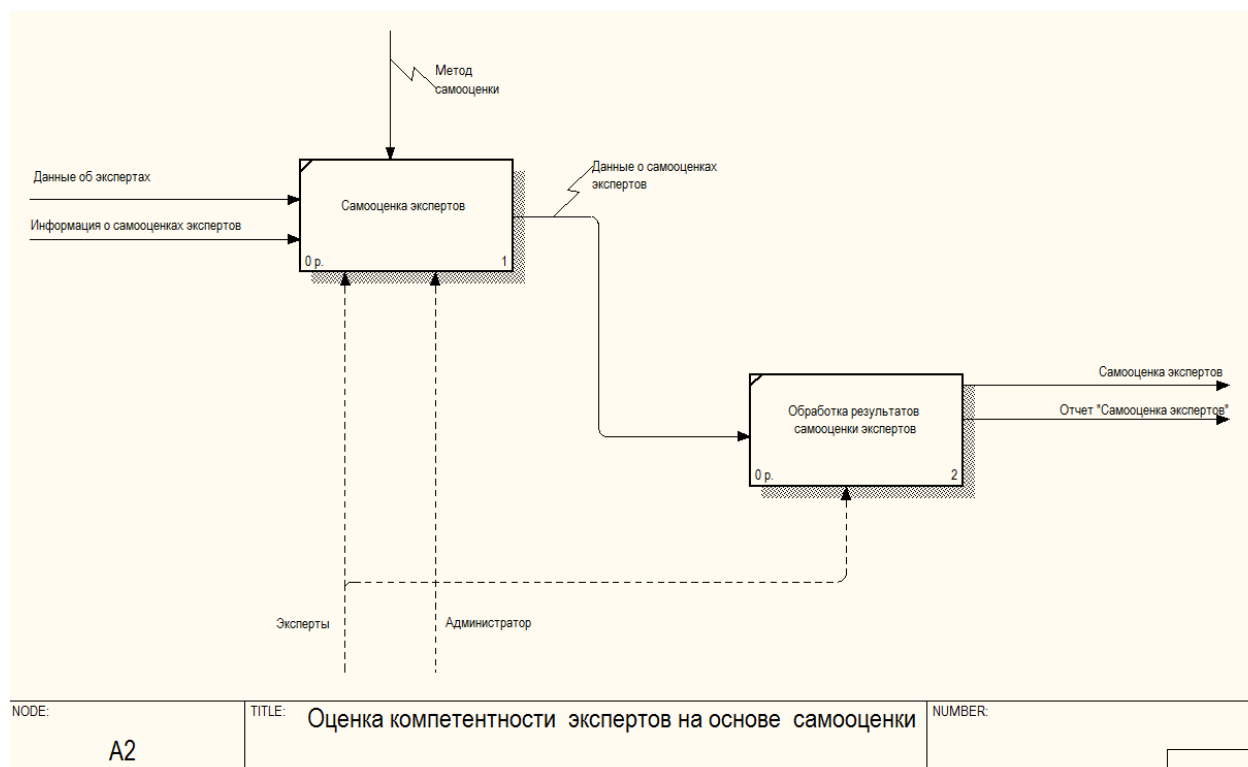 Метод
самооценки
Данные об экспертах
Данные о самооценках
экспертов
Самооценка экспертов
Информация о самооценках экспертов
0 р.
1
Самооценка экспертов
Обработка результатов
самооценки экспертов
Отчет "Самооценка экспертов"
0 р.
2
Эксперты
Администратор
NODE:
TITLE:
Оценка компетентности экспертов на основе самооценки
NUMBER:
A2